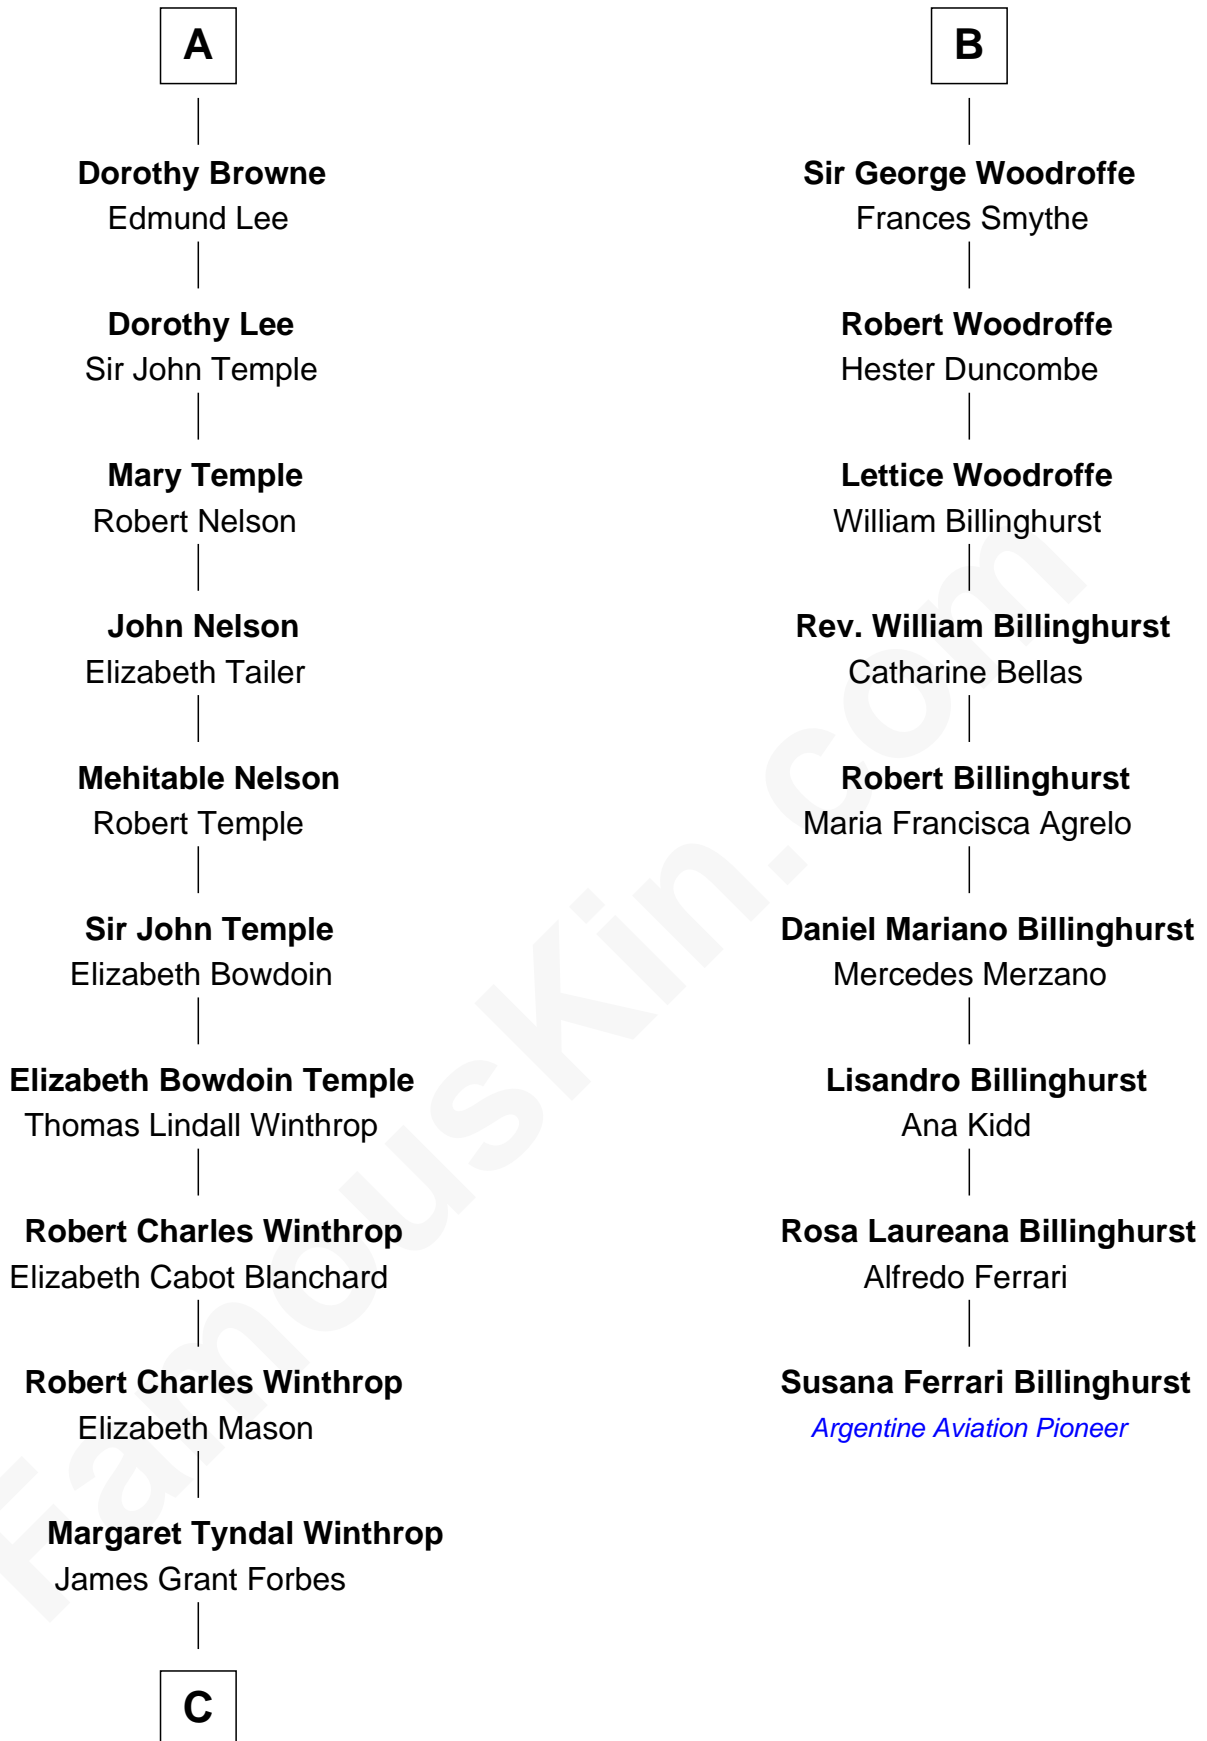 A
Dorothy Browne
Edmund Lee
Dorothy Lee
Sir John Temple
Mary Temple
Robert Nelson
John Nelson
Elizabeth Tailer
Mehitable Nelson
Robert Temple
Sir John Temple
Elizabeth Bowdoin
Elizabeth Bowdoin Temple
Thomas Lindall Winthrop
Robert Charles Winthrop
Elizabeth Cabot Blanchard
Robert Charles Winthrop
Elizabeth Mason
Margaret Tyndal Winthrop
James Grant Forbes
C
B
Sir George Woodroffe
Frances Smythe
Robert Woodroffe
Hester Duncombe
Lettice Woodroffe
William Billinghurst
Rev. William Billinghurst
Catharine Bellas
Robert Billinghurst
Maria Francisca Agrelo
Daniel Mariano Billinghurst
Mercedes Merzano
Lisandro Billinghurst
Ana Kidd
Rosa Laureana Billinghurst
Alfredo Ferrari
Susana Ferrari Billinghurst
Argentine Aviation Pioneer
FamousKin.com